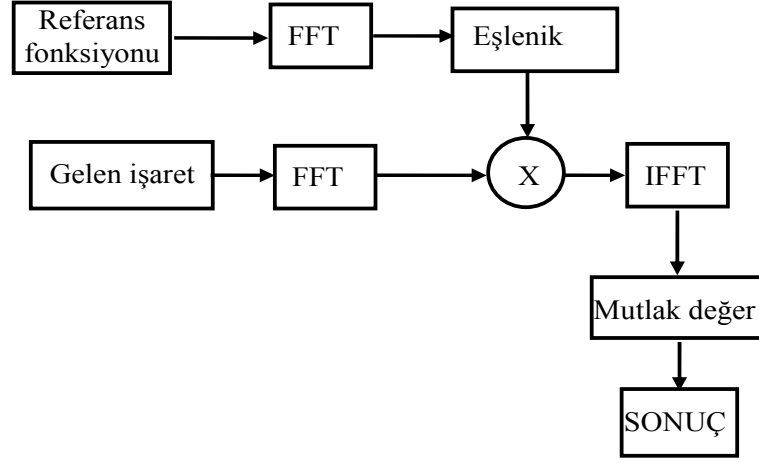 Referans
fonksiyonu
FFT
Eşlenik
Gelen işaret
FFT
X
IFFT
Mutlak değer
SONUÇ